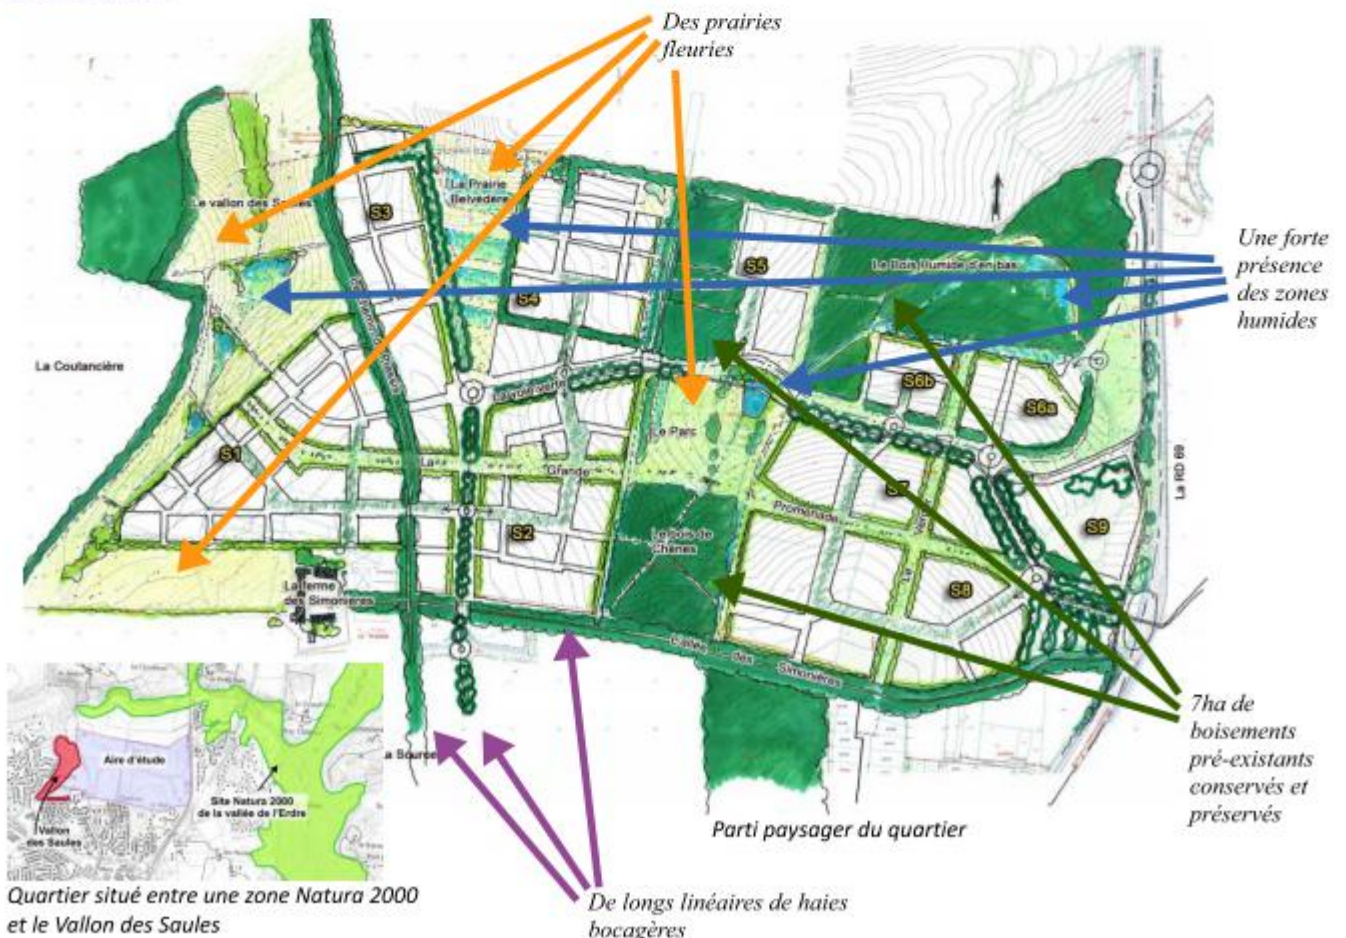 Des prairies
fleuries
Le vallon des Saules
S3
La Prairie
Belvédère
S5
Le Bois Humide d'en bas
Une forte
présence
des zones
humides
S4
La Coutancière
La voie verte
S6b
S6a
Le Parc
S1
La Grande
La RD 69
S7
Promenade
S2
Le bois de
Chênes
S9
Le
S8
La ferme
des Simonières
L'allée des Simonières
7ha de
boisements
pré-existants
conservés et
préservés
a Source
Aire d'étude
Site Natura 2000
de la vallée de l'Erdre
Vallon
des Saules
Parti paysager du quartier
Quartier situé entre une zone Natura 2000
et le Vallon des Saules
De longs linéaires de haies
bocagères